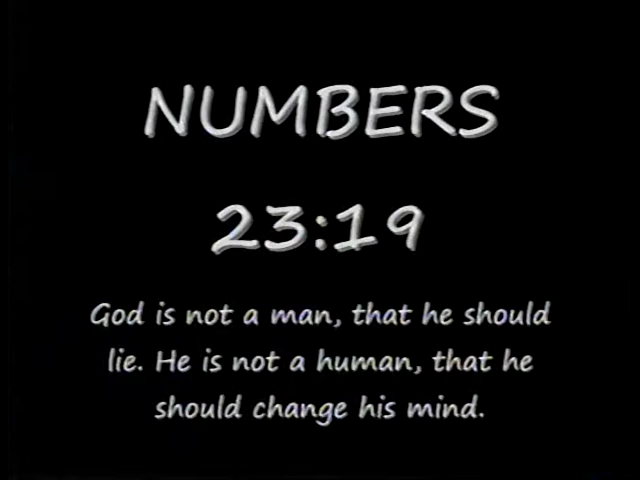 NUMBERS
23:19
God is not a man, that he should
lie. He is not a human, that he
should change his mind.